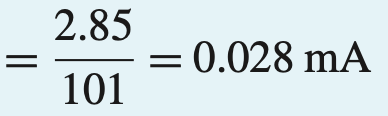 = 2.85 / 101 = 0.028 mA